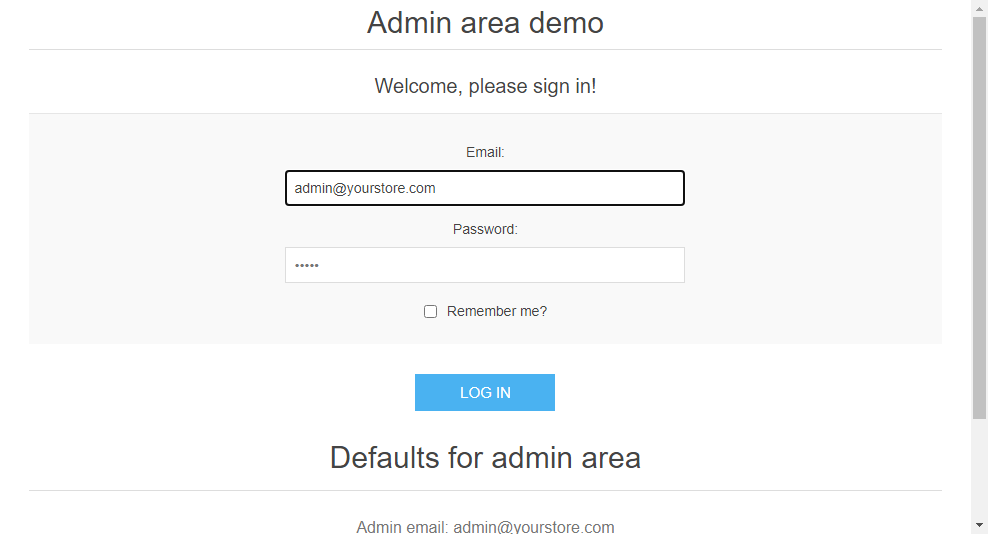 Admin area demo
Welcome, please sign in!
Email:
admin@yourstore.com
Password:
•••••
Remember me?
LOG IN
Defaults for admin area
Admin email: admin@yourstore.com